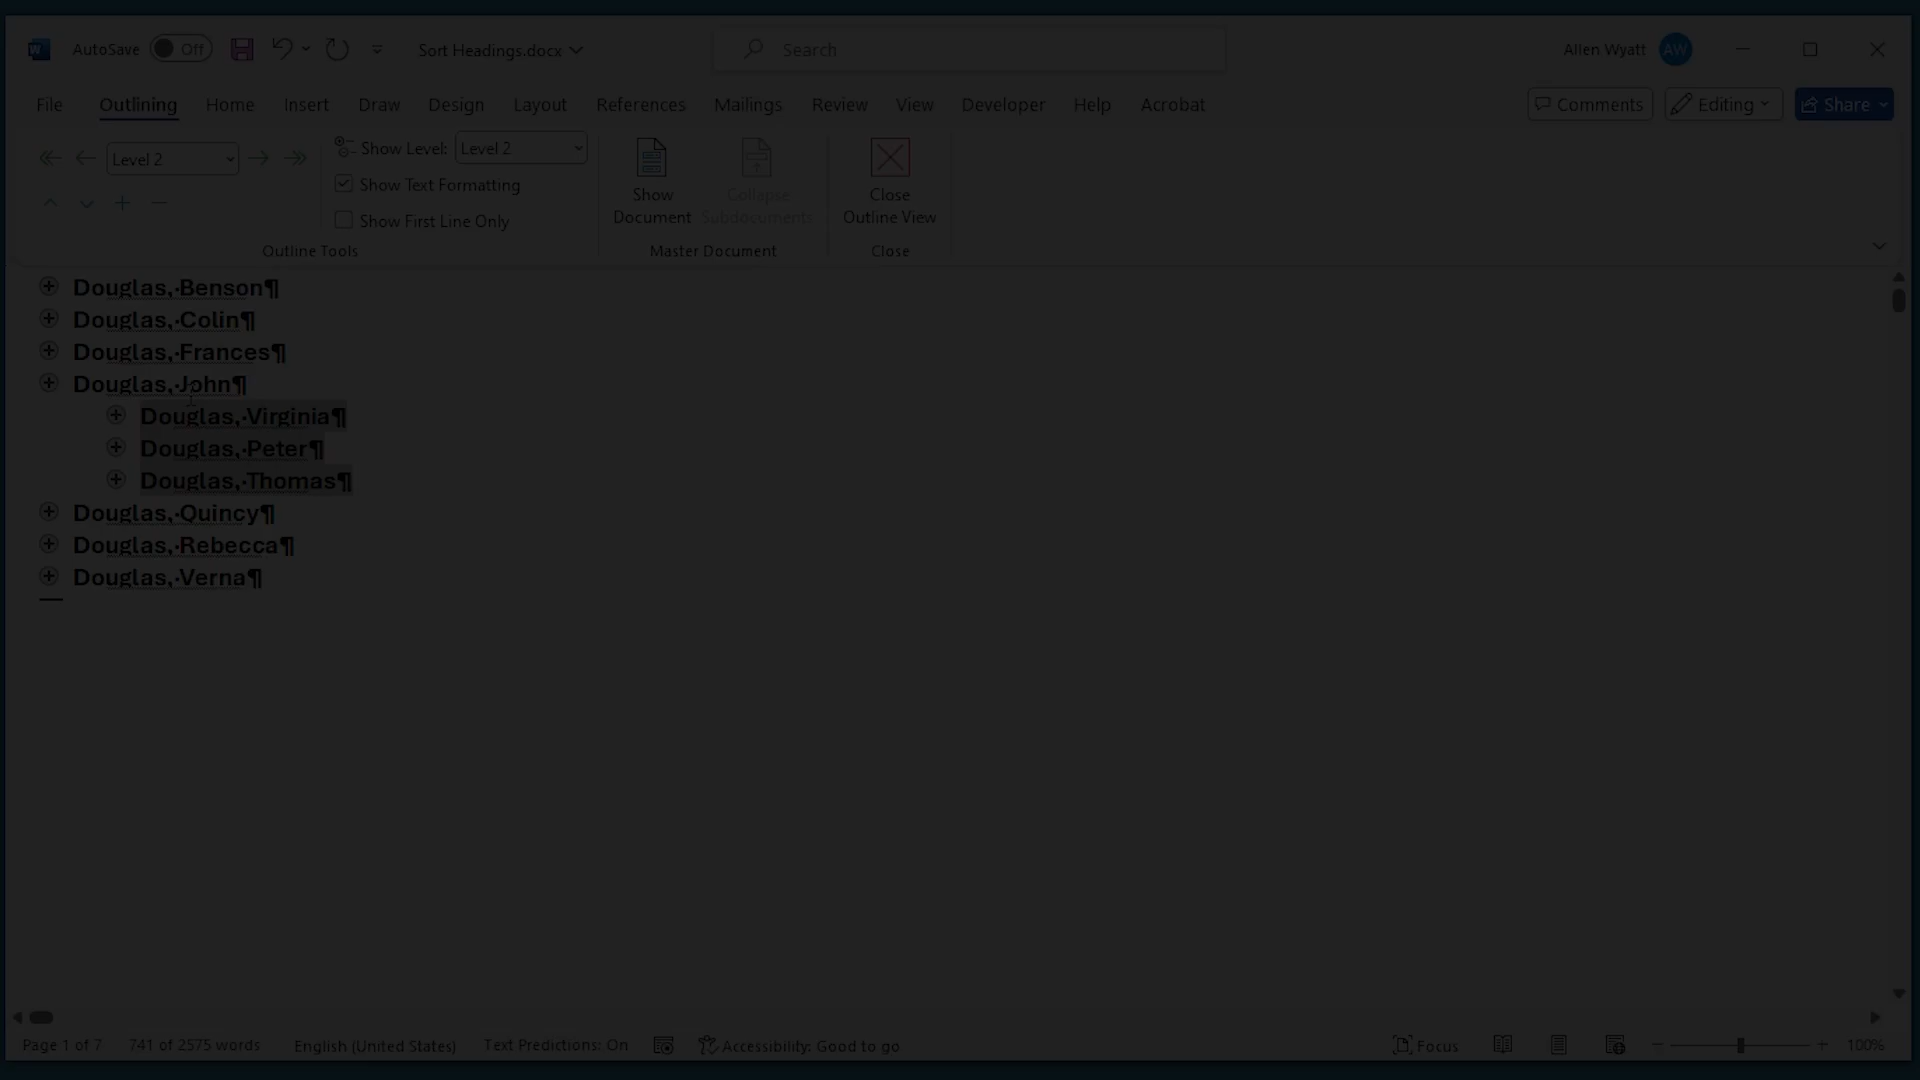 AutoSave Off Sort Headings.docx Search Allen Wyatt AW
File Outlining Home Insert Draw Design Layout References Mailings Review View Developer Help Acrobat Comments Editing Share
Level 2 Show Level: Level 2
Show Text Formatting
Show First Line Only
Outline Tools
Show Document
Collapse Subdocuments
Master Document
Close Outline View
Close
Douglas,·Benson¶
Douglas,·Colin¶
Douglas,·Frances¶
Douglas,·John¶
Douglas,·Virginia¶
Douglas,·Peter¶
Douglas,·Thomas¶
Douglas,·Quincy¶
Douglas,·Rebecca¶
Douglas,·Verna¶
Page 1 of 7 741 of 2575 words English (United States) Text Predictions: On Accessibility: Good to go Focus 100%